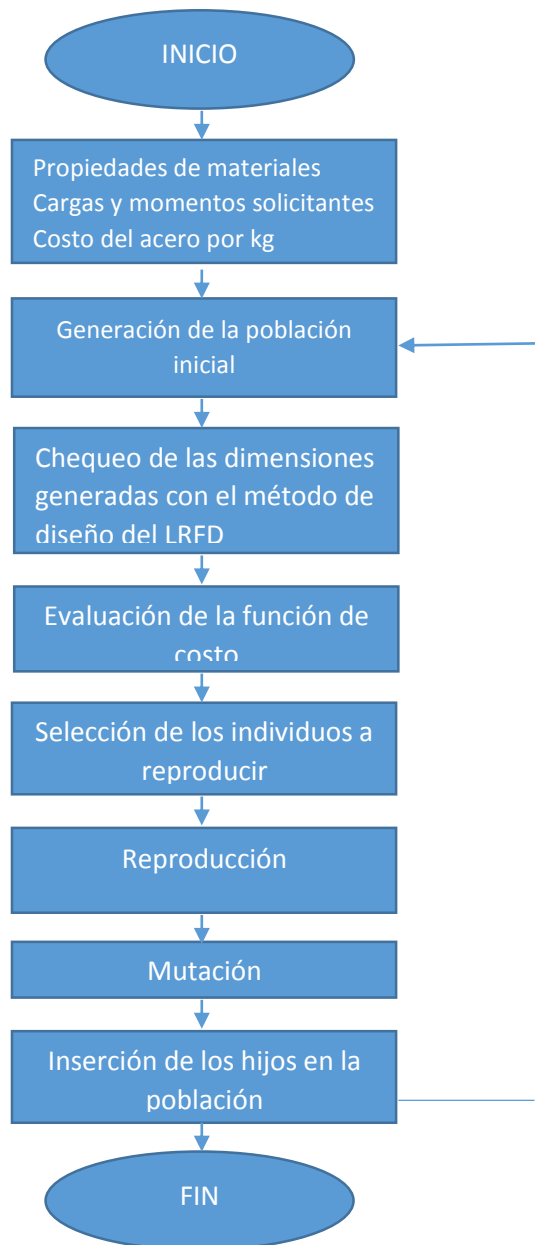 INICIO
Propiedades de materiales
Cargas y momentos solicitantes
Costo del acero por kg
Generación de la población
inicial
Chequeo de las dimensiones
generadas con el método de
diseño del LRFD
Evaluación de la función de
costo
Selección de los individuos a
reproducir
Reproducción
Mutación
Inserción de los hijos en la
población
FIN